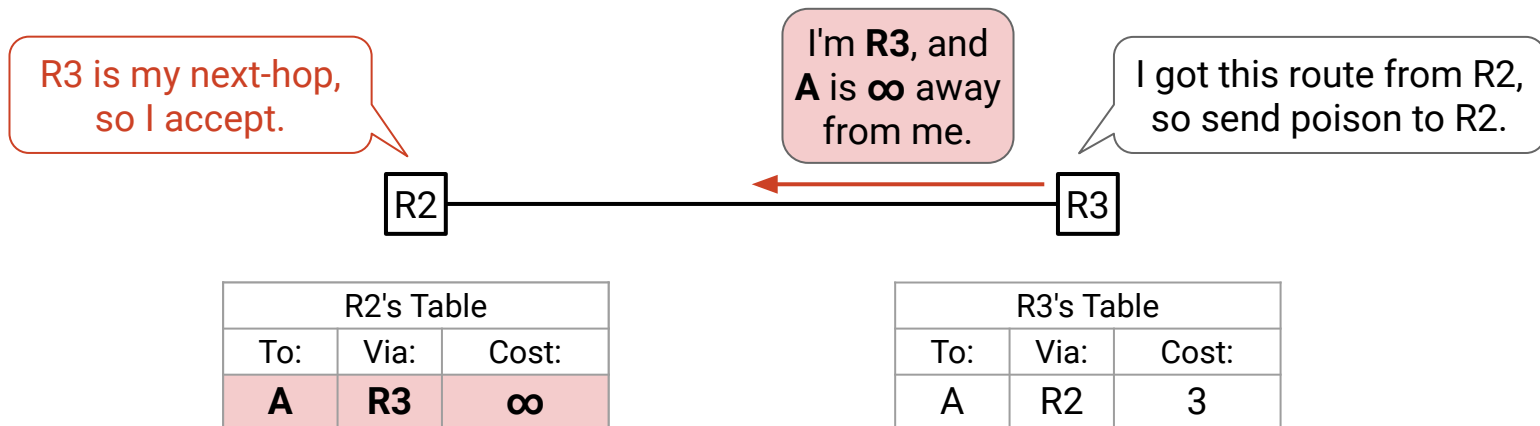 R3 is my next-hop,
so I accept.
I'm R3, and
A is ∞ away
from me.
I got this route from R2,
so send poison to R2.
R2
R3
R2's Table
To: Via: Cost:
A R3 ∞
R3's Table
To: Via: Cost:
A R2 3